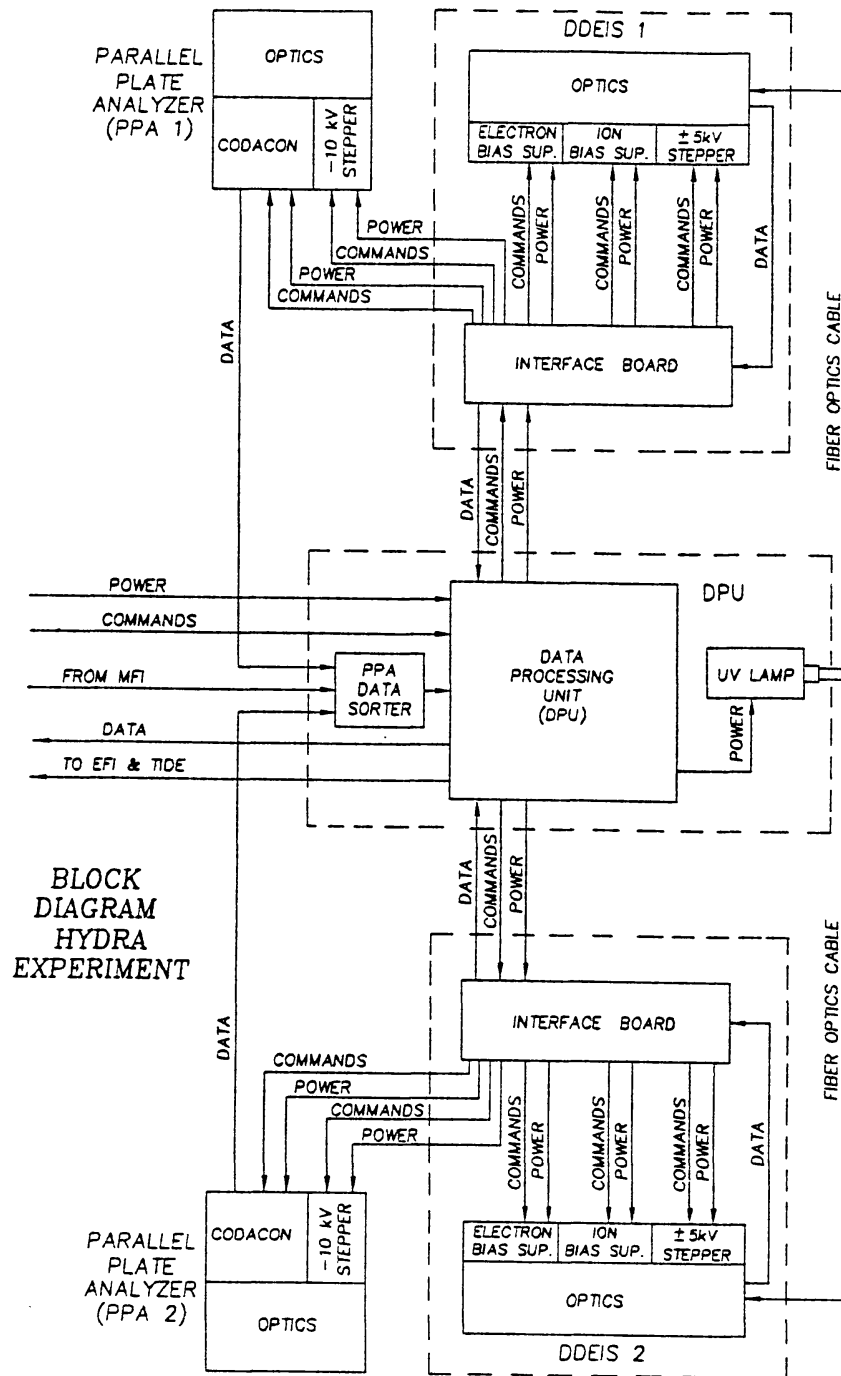 DDEIS 1
PARALLEL
PLATE
ANALYZER
(PPA 1)
OPTICS
CODACON
-10 kV
STEPPER
OPTICS
ELECTRON
BIAS SUP.
ION
BIAS SUP.
±5kV
STEPPER
COMMANDS
POWER
COMMANDS
POWER
COMMANDS
POWER
DATA
POWER
COMMANDS
POWER
COMMANDS
DATA
INTERFACE BOARD
FIBER OPTICS CABLE
DATA
COMMANDS
POWER
DPU
POWER
COMMANDS
FROM MFI
DATA
TO EFI & TIDE
PPA
DATA
SORTER
DATA
PROCESSING
UNIT
(DPU)
UV LAMP
POWER
BLOCK
DIAGRAM
HYDRA
EXPERIMENT
DATA
COMMANDS
POWER
FIBER OPTICS CABLE
INTERFACE BOARD
DATA
COMMANDS
POWER
COMMANDS
POWER
COMMANDS
POWER
COMMANDS
POWER
COMMANDS
POWER
DATA
PARALLEL
PLATE
ANALYZER
(PPA 2)
CODACON
-10 kV
STEPPER
OPTICS
ELECTRON
BIAS SUP.
ION
BIAS SUP.
±5kV
STEPPER
OPTICS
DDEIS 2